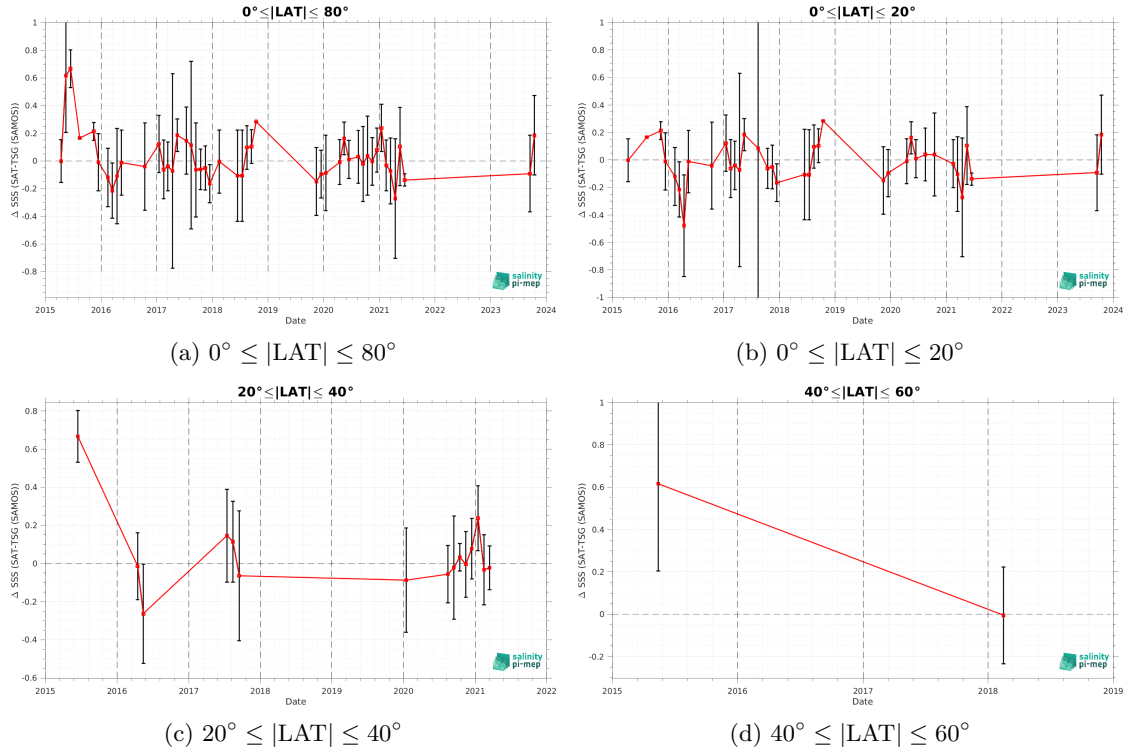 0°≤|LAT|≤ 80°
1
0.8
0.6
0.4
0.2
0
-0.2
-0.4
-0.6
-0.8
Δ SSS (SAT-TSG (SAMOS))
2015 2016 2017 2018 2019 2020 2021 2022 2023 2024
Date
salinity
pi-mep
(a) 0° ≤ |LAT| ≤ 80°
0°≤|LAT|≤ 20°
1
0.8
0.6
0.4
0.2
0
-0.2
-0.4
-0.6
-0.8
-1
Δ SSS (SAT-TSG (SAMOS))
2015 2016 2017 2018 2019 2020 2021 2022 2023 2024
Date
salinity
pi-mep
(b) 0° ≤ |LAT| ≤ 20°
20°≤|LAT|≤ 40°
0.8
0.6
0.4
0.2
0
-0.2
-0.4
-0.6
Δ SSS (SAT-TSG (SAMOS))
2015 2016 2017 2018 2019 2020 2021 2022
Date
salinity
pi-mep
(c) 20° ≤ |LAT| ≤ 40°
40°≤|LAT|≤ 60°
1
0.8
0.6
0.4
0.2
0
-0.2
Δ SSS (SAT-TSG (SAMOS))
2015 2016 2017 2018 2019
Date
salinity
pi-mep
(d) 40° ≤ |LAT| ≤ 60°